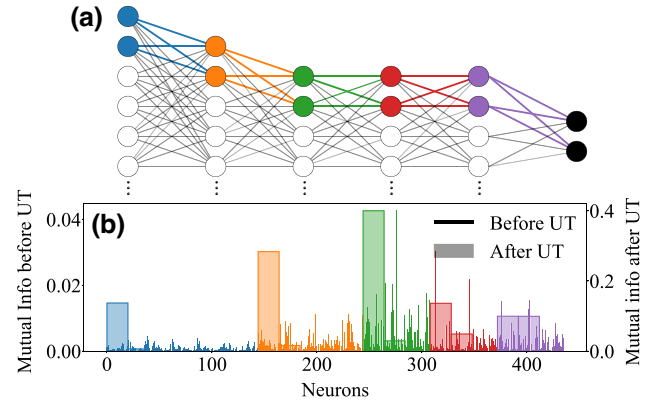 (a)
(b)
Before UT
After UT
Mutual Info before UT
0.04
0.02
0.00
0.4
0.2
0.0
Mutual info after UT
0
100
200
300
400
Neurons